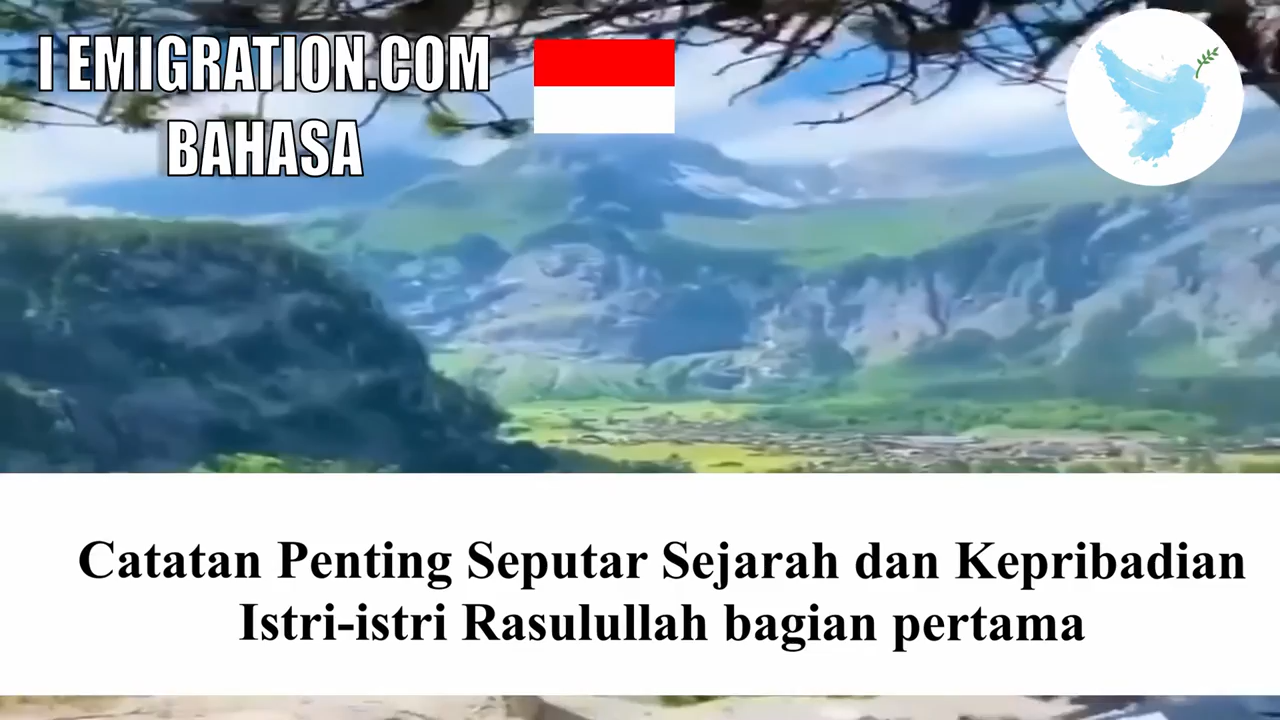 I EMIGRATION.COM
BAHASA
Catatan Penting Seputar Sejarah dan Kepribadian
Istri-istri Rasulullah bagian pertama